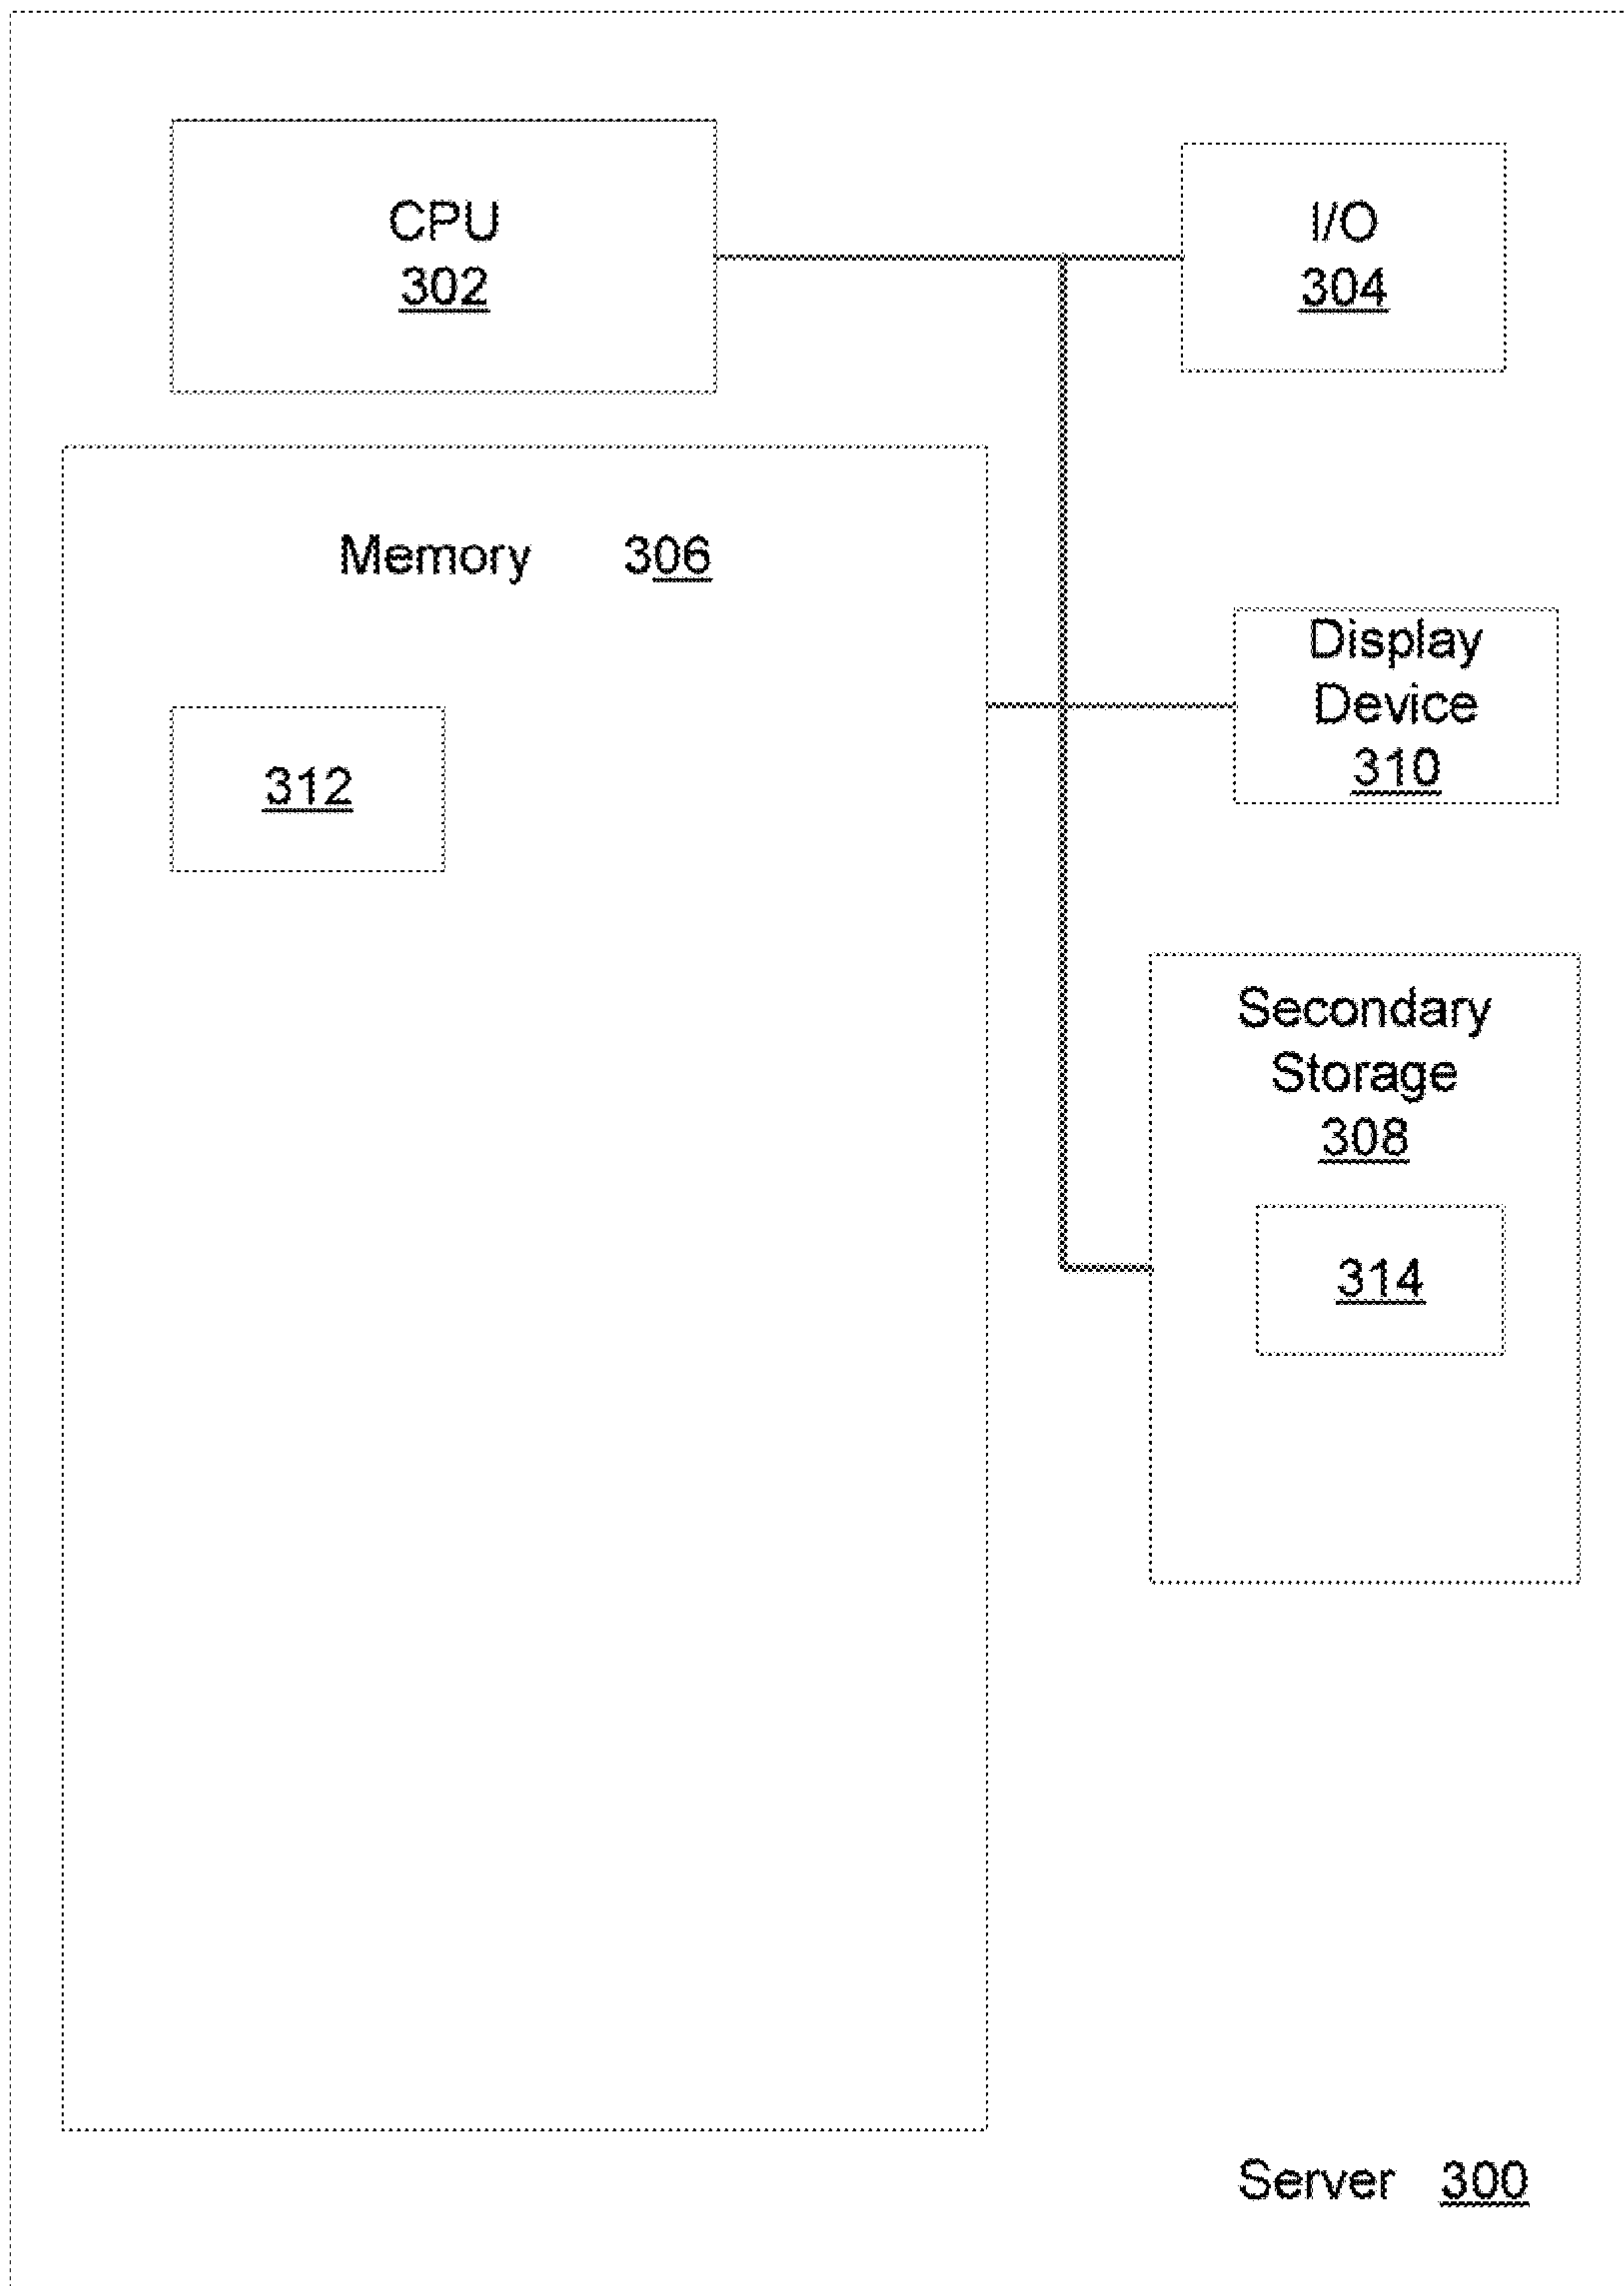 CPU
302
I/O
304
Memory 306
312
Display
Device
310
Secondary
Storage
308
314
Server 300